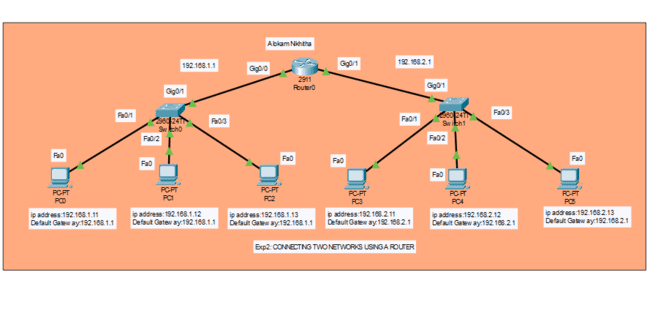 Alokam Nikhitha
192.168.1.1
192.168.2.1
Gig0/0
Gig0/1
2911
Router0
Gig0/1
Gig0/1
2960-24TT
Switch0
2960-24TT
Switch1
Fa0/1
Fa0/2
Fa0/3
Fa0/1
Fa0/2
Fa0/3
Fa0
Fa0
Fa0
Fa0
Fa0
Fa0
PC-PT
PC0
PC-PT
PC1
PC-PT
PC2
PC-PT
PC3
PC-PT
PC4
PC-PT
PC5
ip address:192.168.1.11
Default Gateway:192.168.1.1
ip address:192.168.1.12
Default Gateway:192.168.1.1
ip address:192.168.1.13
Default Gateway:192.168.1.1
ip address:192.168.2.11
Default Gateway:192.168.2.1
ip address:192.168.2.12
Default Gateway:192.168.2.1
ip address:192.168.2.13
Default Gateway:192.168.2.1
Exp2: CONNECTING TWO NETWORKS USING A ROUTER